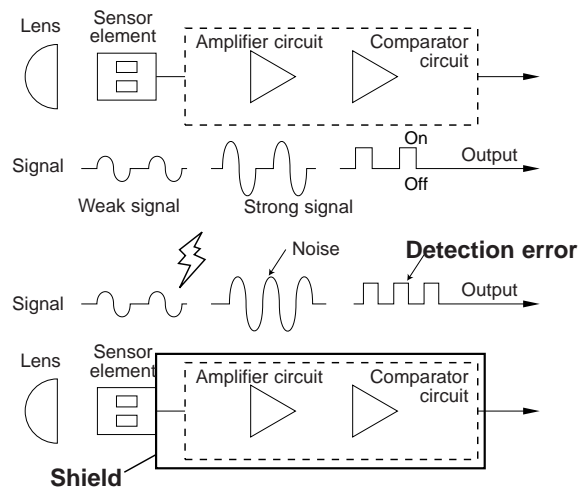 Lens
Sensor
element
Amplifier circuit
Comparator
circuit
Signal
On
Off
Output
Weak signal
Strong signal
Noise
Detection error
Signal
Output
Lens
Sensor
element
Amplifier circuit
Comparator
circuit
Shield